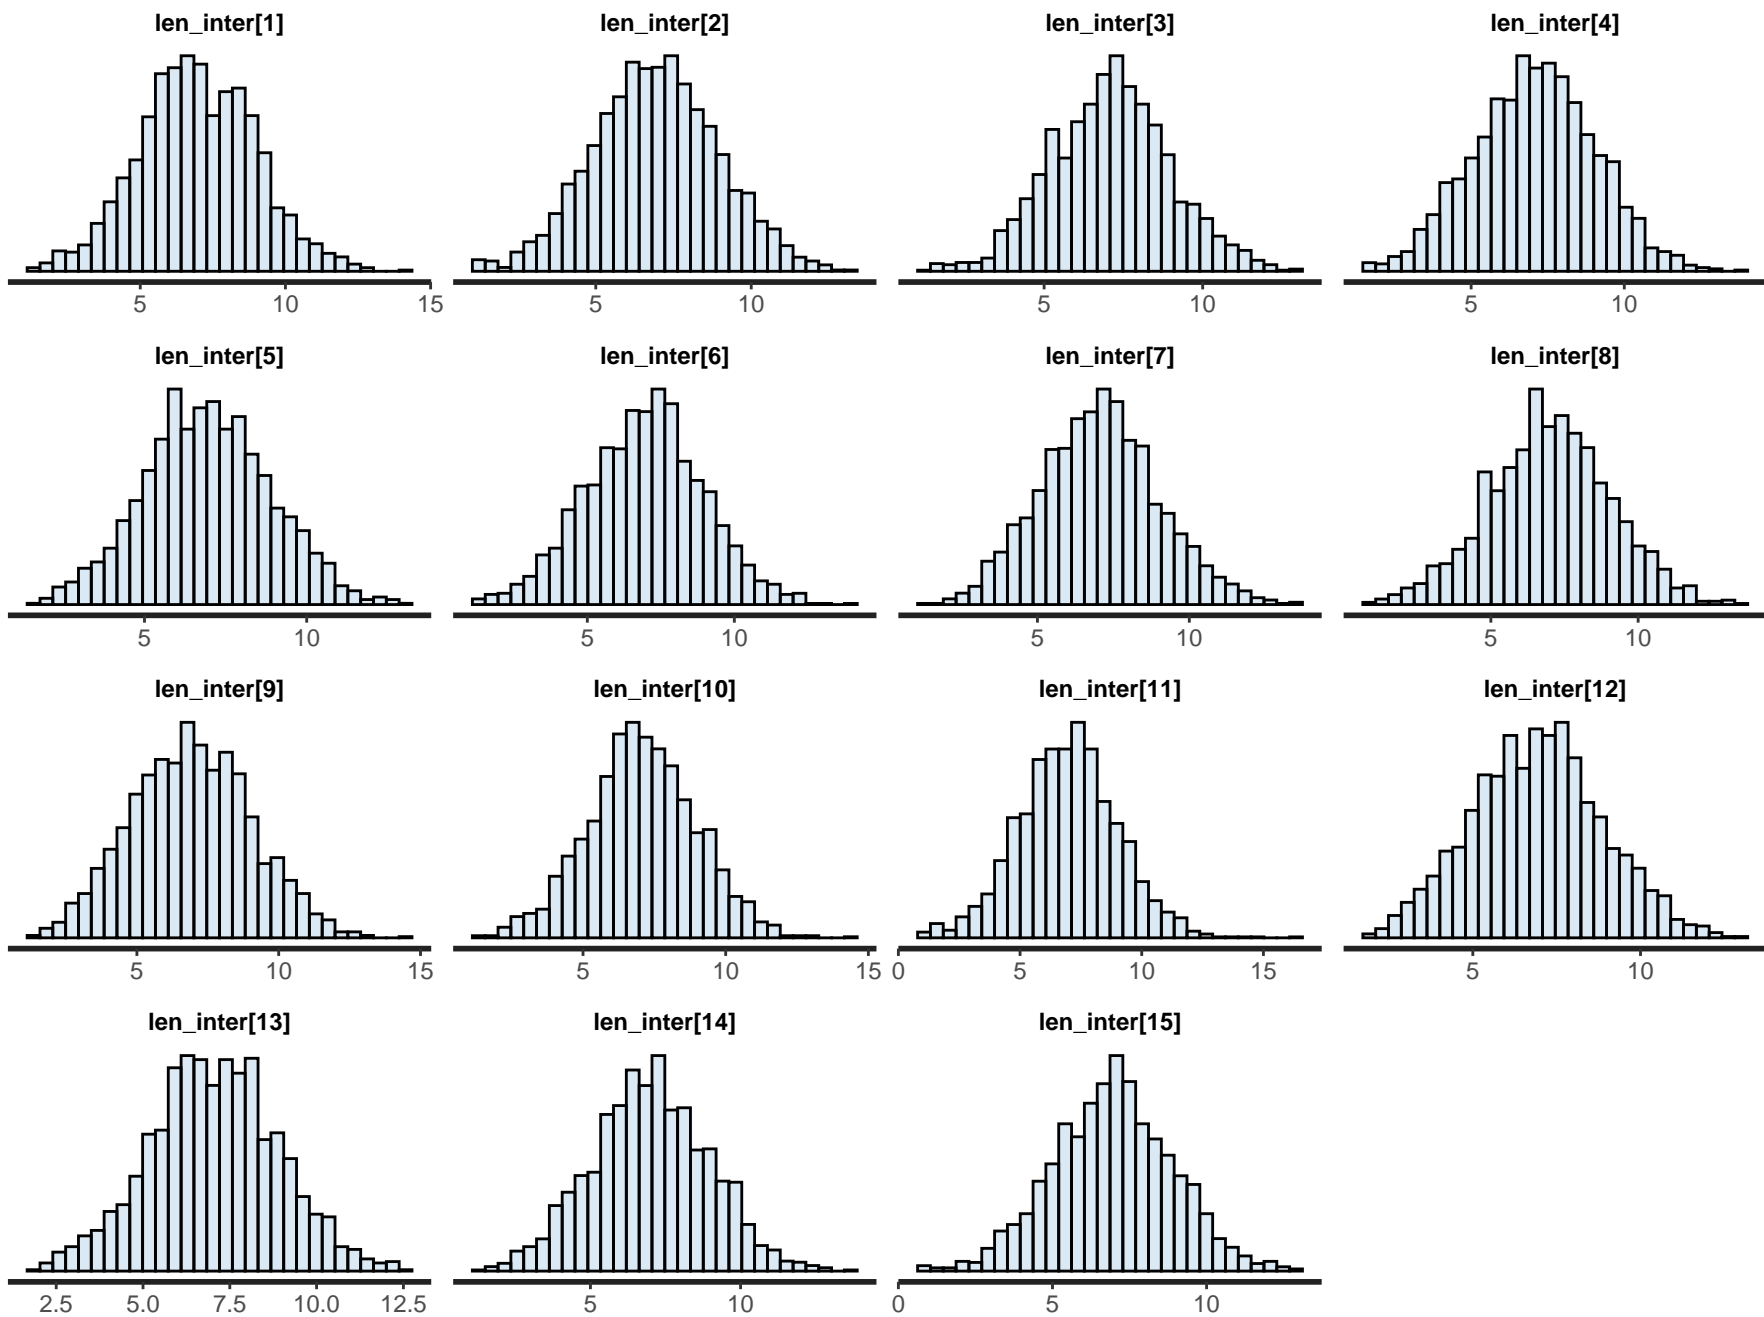 len_inter[1] len_inter[2] len_inter[3] len_inter[4]
5 10 15 5 10 5 10 5 10
len_inter[5] len_inter[6] len_inter[7] len_inter[8]
5 10 5 10 5 10 5 10
len_inter[9] len_inter[10] len_inter[11] len_inter[12]
5 10 15 5 10 15 0 5 10 15 5 10
len_inter[13] len_inter[14] len_inter[15]
2.5 5.0 7.5 10.0 12.5 5 10 0 5 10